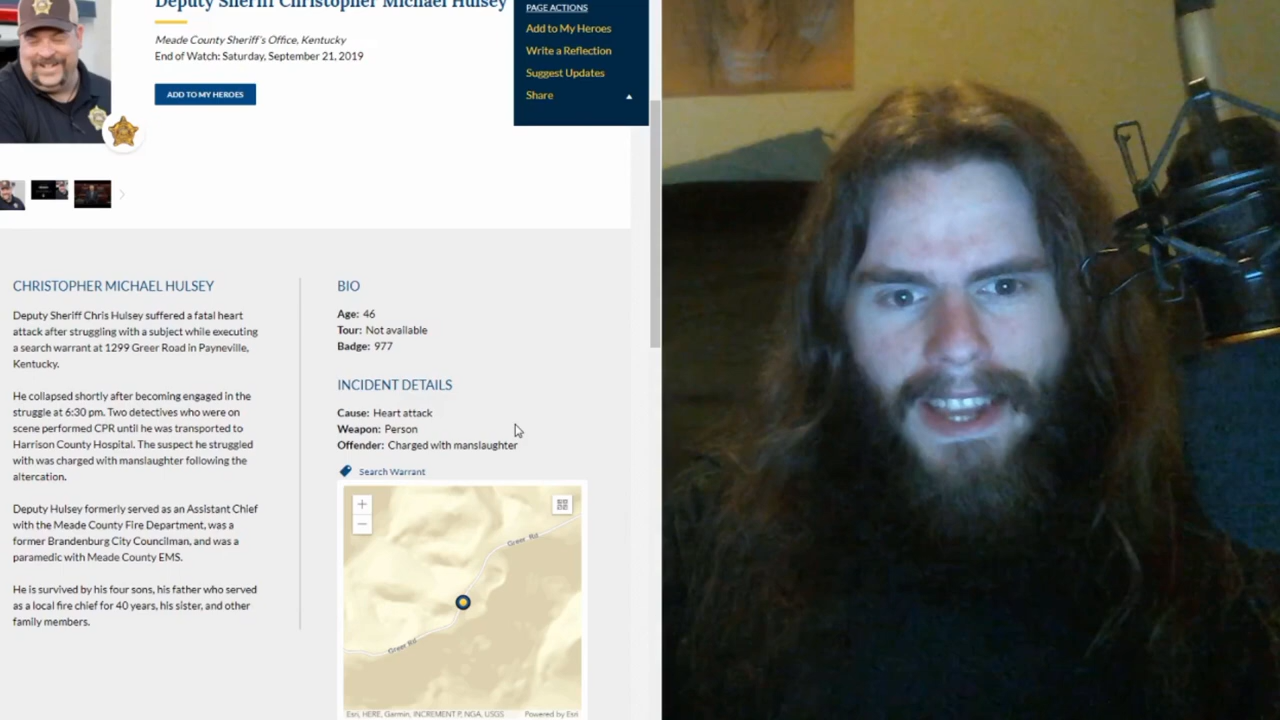 Deputy Sheriff Christopher Michael Hulsey
Meade County Sheriff's Office, Kentucky
End of Watch: Saturday, September 21, 2019
ADD TO MY HEROES
PAGE ACTIONS
Add to My Heroes
Write a Reflection
Suggest Updates
Share
CHRISTOPHER MICHAEL HULSEY
Deputy Sheriff Chris Hulsey suffered a fatal heart
attack after struggling with a subject while executing
a search warrant at 1299 Greer Road in Payneville,
Kentucky.
He collapsed shortly after becoming engaged in the
struggle at 6:30 pm. Two detectives who were on
scene performed CPR until he was transported to
Harrison County Hospital. The suspect he struggled
with was charged with manslaughter following the
altercation.
Deputy Hulsey formerly served as an Assistant Chief
with the Meade County Fire Department, was a
former Brandenburg City Councilman, and was a
paramedic with Meade County EMS.
He is survived by his four sons, his father who served
as a local fire chief for 40 years, his sister, and other
family members.
BIO
Age: 46
Tour: Not available
Badge: 977
INCIDENT DETAILS
Cause: Heart attack
Weapon: Person
Offender: Charged with manslaughter
Search Warrant
+
−
Greer Rd
Greer Rd
Esri, HERE, Garmin, INCREMENT P, NGA, USGS
Powered by Esri